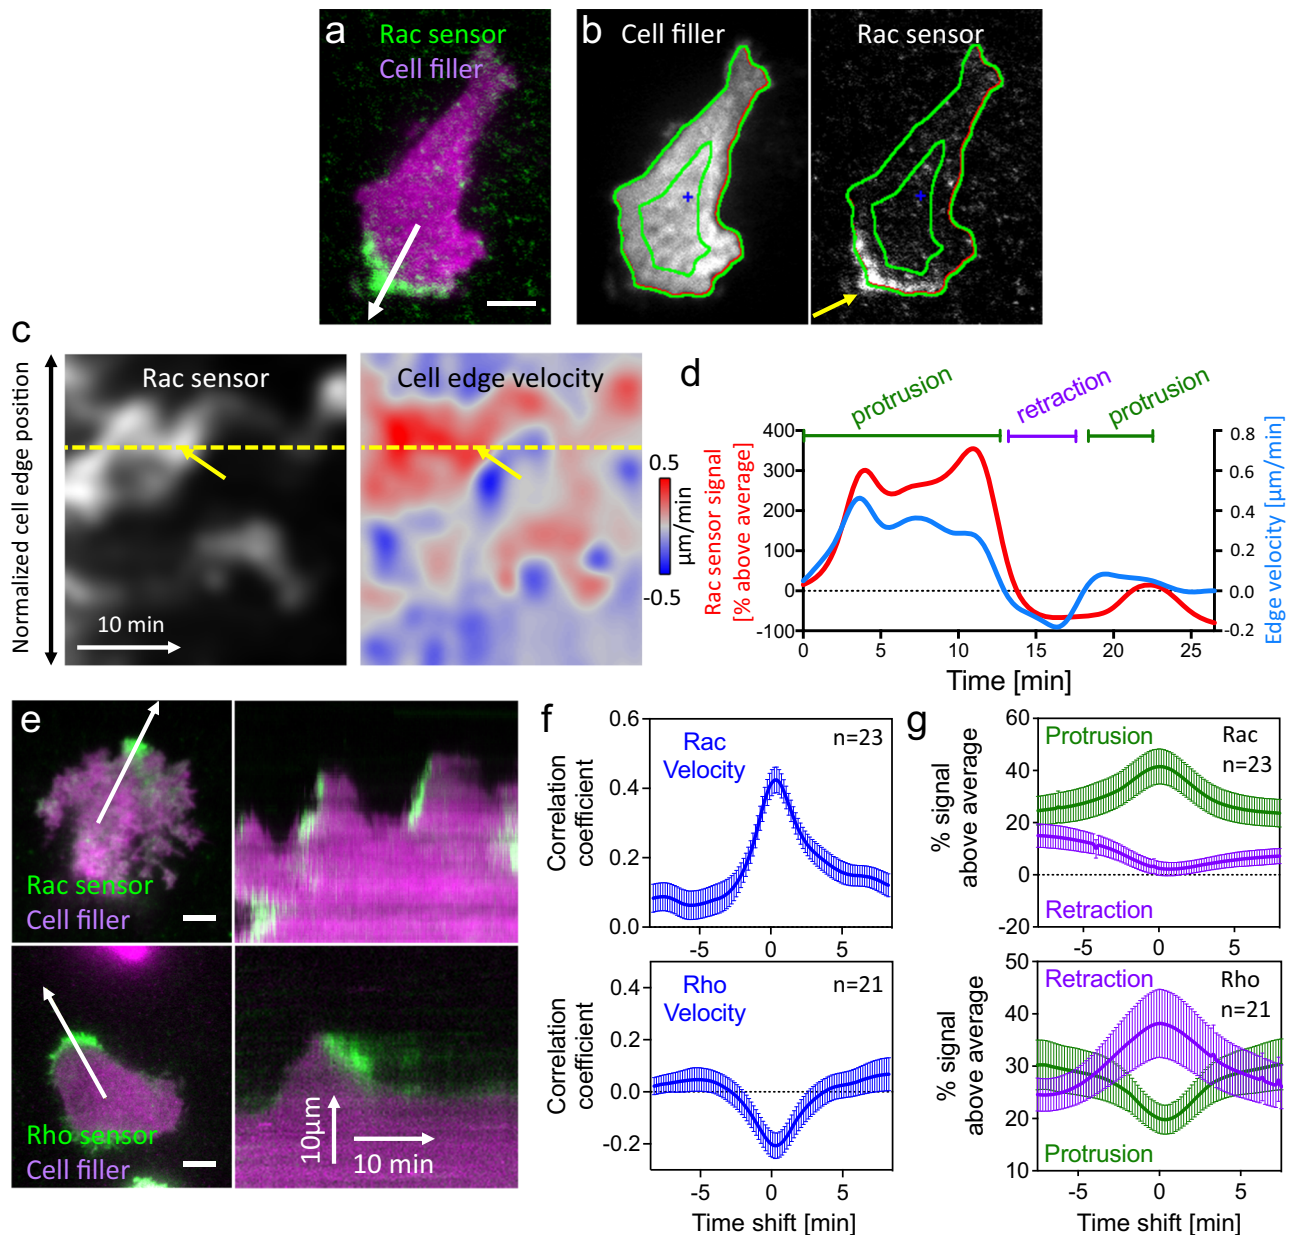 a
Rac sensor
Cell filler
b
Cell filler
Rac sensor
c
Normalized cell edge position
Rac sensor
10 min
Cell edge velocity
0.5
µm/min
-0.5
d
protrusion
retraction
protrusion
400
300
200
100
0
-100
Rac sensor signal
[% above average]
0.8
0.6
0.4
0.2
0.0
-0.2
Edge velocity [µm/min]
0
5
10
15
20
25
Time [min]
e
Rac sensor
Cell filler
Rho sensor
Cell filler
10µm
10 min
f
0.6
0.4
0.2
0.0
Correlation
coefficient
Rac
Velocity
n=23
-5
0
5
0.4
0.2
0.0
-0.2
Correlation
coefficient
Rho
Velocity
n=21
-5
0
5
Time shift [min]
g
60
40
20
0
-20
% signal
above average
Protrusion
Rac
n=23
Retraction
-5
0
5
50
40
30
20
10
% signal
above average
Retraction
Rho
n=21
Protrusion
-5
0
5
Time shift [min]